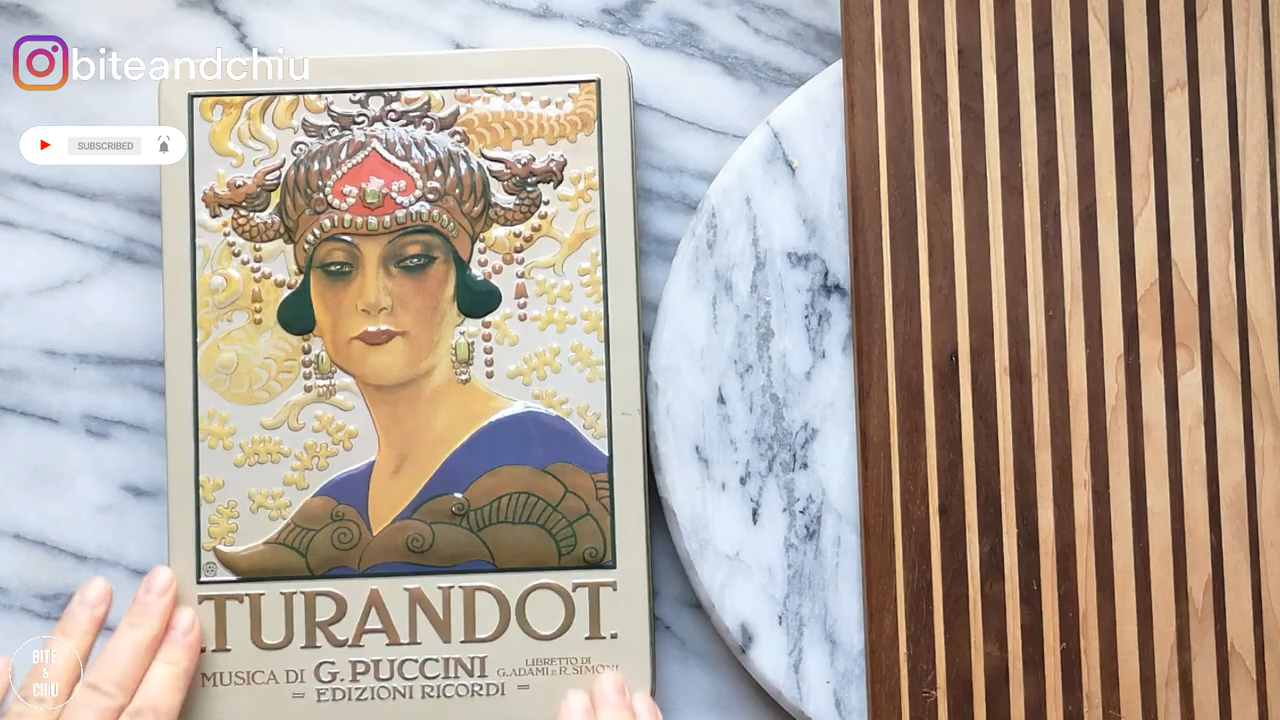 biteandchiu
SUBSCRIBED
.TURANDOT.
MUSICA DI G.PUCCINI LIBRETTO DI
G.ADAMI E R.SIMONI
= EDIZIONI RICORDI =
BITE
&
CHIU